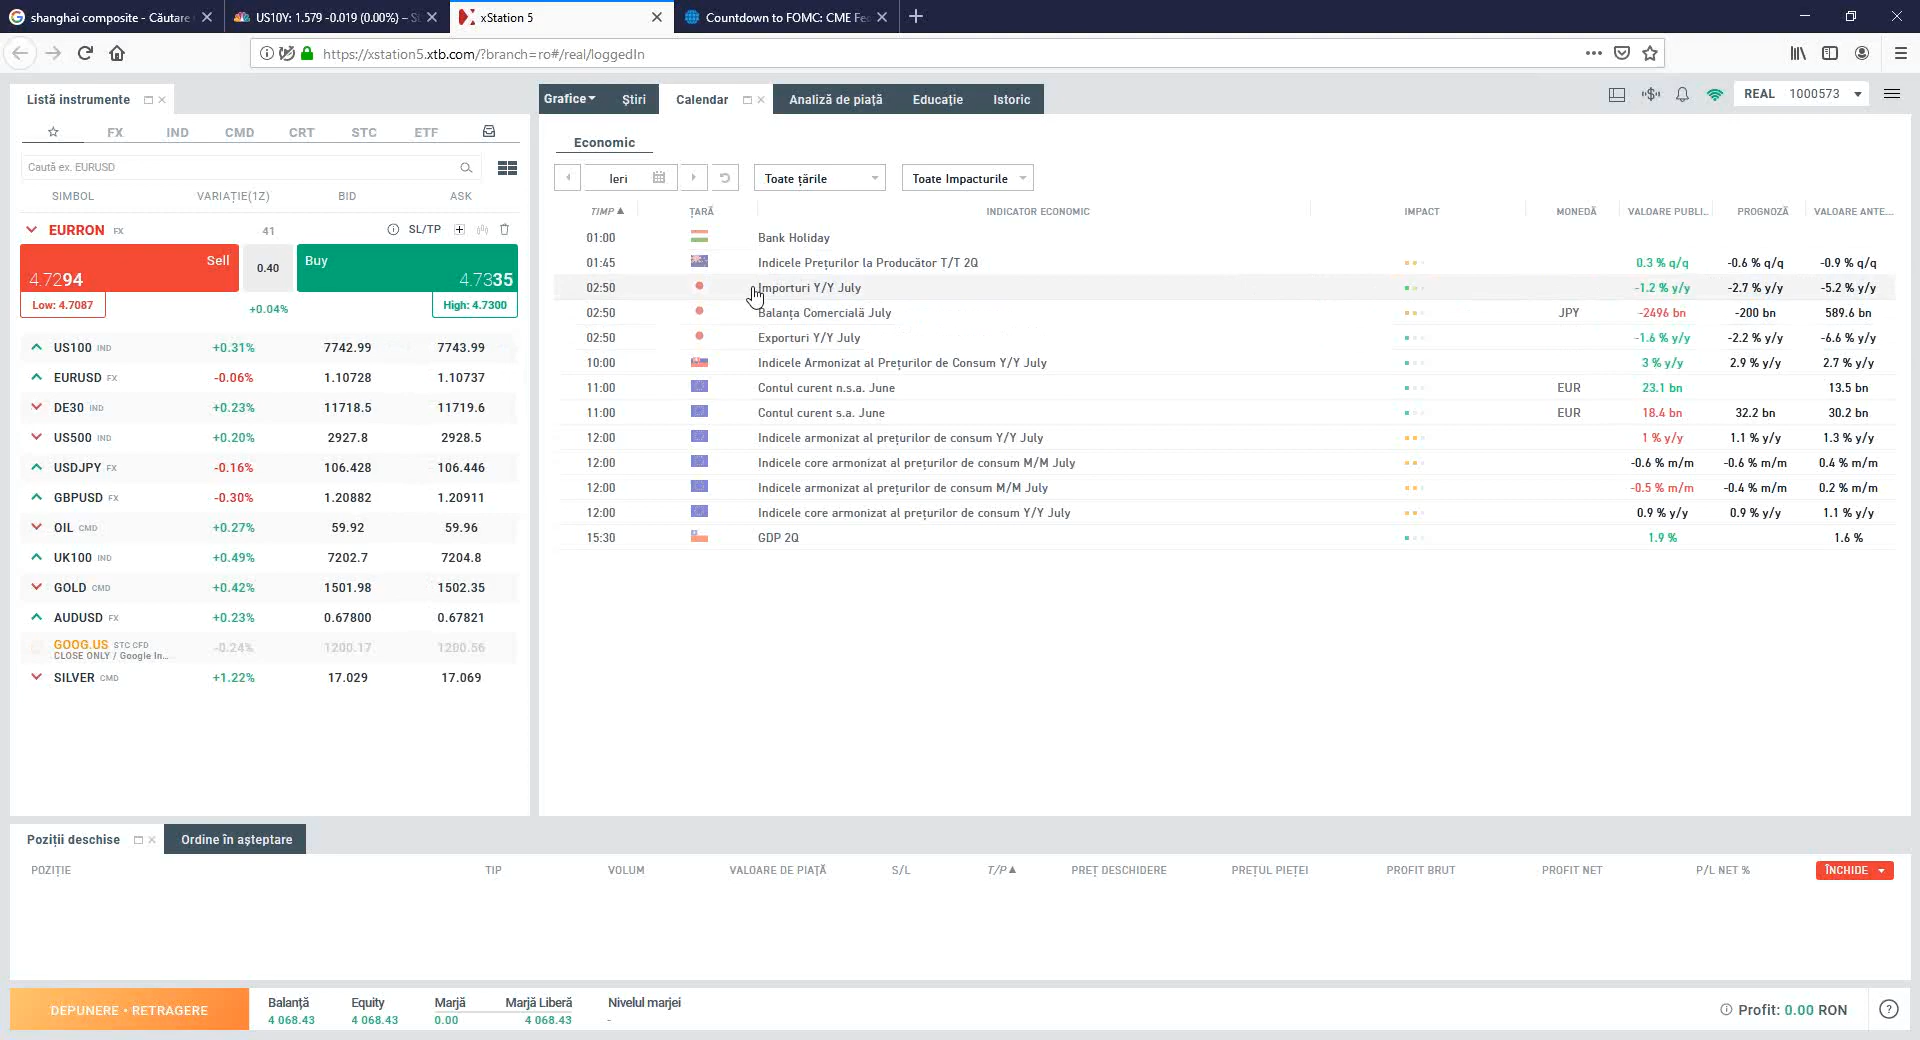 shanghai composite - Căutare
US10Y: 1.579 -0.019 (0.00%) – S
xStation 5
Countdown to FOMC: CME Fe
https://xstation5.xtb.com/?branch=ro#/real/loggedIn
Listă instrumente
Grafice Știri Calendar Analiză de piață Educație Istoric
REAL 1000573
FX IND CMD CRT STC ETF
Caută ex. EURUSD
SIMBOL VARIAȚIE(1Z) BID ASK
EURRON FX 41 SL/TP
Sell 0.40 Buy
4.7294 4.7335
Low: 4.7087 +0.04% High: 4.7300
US100 IND +0.31% 7742.99 7743.99
EURUSD FX -0.06% 1.10728 1.10737
DE30 IND +0.23% 11718.5 11719.6
US500 IND +0.20% 2927.8 2928.5
USDJPY FX -0.16% 106.428 106.446
GBPUSD FX -0.30% 1.20882 1.20911
OIL CMD +0.27% 59.92 59.96
UK100 IND +0.49% 7202.7 7204.8
GOLD CMD +0.42% 1501.98 1502.35
AUDUSD FX +0.23% 0.67800 0.67821
GOOG.US STC CFD -0.24% 1200.17 1200.56
CLOSE ONLY / Google In...
SILVER CMD +1.22% 17.029 17.069
Economic
Ieri Toate țările Toate Impacturile
TIMP ȚARĂ INDICATOR ECONOMIC IMPACT MONEDĂ VALOARE PUBLI... PROGNOZĂ VALOARE ANTE...
01:00 Bank Holiday
01:45 Indicele Prețurilor la Producător T/T 2Q 0.3 % q/q -0.6 % q/q -0.9 % q/q
02:50 Importuri Y/Y July -1.2 % y/y -2.7 % y/y -5.2 % y/y
02:50 Balanța Comercială July JPY -2496 bn -200 bn 589.6 bn
02:50 Exporturi Y/Y July -1.6 % y/y -2.2 % y/y -6.6 % y/y
10:00 Indicele Armonizat al Prețurilor de Consum Y/Y July 3 % y/y 2.9 % y/y 2.7 % y/y
11:00 Contul curent n.s.a. June EUR 23.1 bn 13.5 bn
11:00 Contul curent s.a. June EUR 18.4 bn 32.2 bn 30.2 bn
12:00 Indicele armonizat al prețurilor de consum Y/Y July 1 % y/y 1.1 % y/y 1.3 % y/y
12:00 Indicele core armonizat al prețurilor de consum M/M July -0.6 % m/m -0.6 % m/m 0.4 % m/m
12:00 Indicele armonizat al prețurilor de consum M/M July -0.5 % m/m -0.4 % m/m 0.2 % m/m
12:00 Indicele core armonizat al prețurilor de consum Y/Y July 0.9 % y/y 0.9 % y/y 1.1 % y/y
15:30 GDP 2Q 1.9 % 1.6 %
Poziții deschise Ordine în așteptare
POZIȚIE TIP VOLUM VALOARE DE PIAȚĂ S/L T/P PREȚ DESCHIDERE PREȚUL PIEȚEI PROFIT BRUT PROFIT NET P/L NET % ÎNCHIDE
DEPUNERE • RETRAGERE
Balanță Equity Marjă Marjă Liberă Nivelul marjei
4 068.43 4 068.43 0.00 4 068.43 -
Profit: 0.00 RON